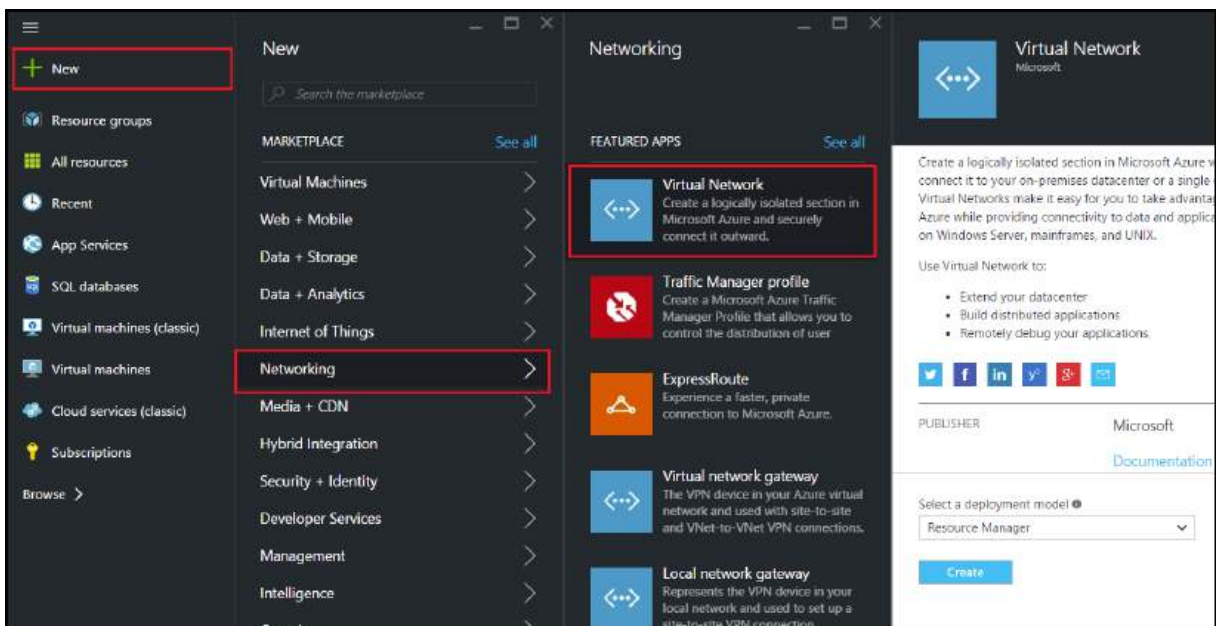 New
Resource groups
All resources
Recent
App Services
SQL databases
Virtual machines (classic)
Virtual machines
Cloud services (classic)
Subscriptions
Browse
New
Search the marketplace
MARKETPLACE See all
Virtual Machines
Web + Mobile
Data + Storage
Data + Analytics
Internet of Things
Networking
Media + CDN
Hybrid Integration
Security + Identity
Developer Services
Management
Intelligence
Networking
FEATURED APPS See all
Virtual Network
Create a logically isolated section in
Microsoft Azure and securely
connect it outward.
Traffic Manager profile
Create a Microsoft Azure Traffic
Manager Profile that allows you to
control the distribution of user
ExpressRoute
Experience a faster, private
connection to Microsoft Azure.
Virtual network gateway
The VPN device in your Azure virtual
network and used with site-to-site
and VNet-to-VNet VPN connections.
Local network gateway
Represents the VPN device in your
local network and used to set up a
site-to-site VPN connection.
Virtual Network
Microsoft
Create a logically isolated section in Microsoft Azure
connect it to your on-premises datacenter or a single
Virtual Networks make it easy for you to take
Azure while providing connectivity to data and
on Windows Server, mainframes, and UNIX.
Use Virtual Network to:
• Extend your datacenter
• Build distributed applications
• Remotely debug your applications
PUBLISHER Microsoft
Documentation
Select a deployment model
Resource Manager
Create